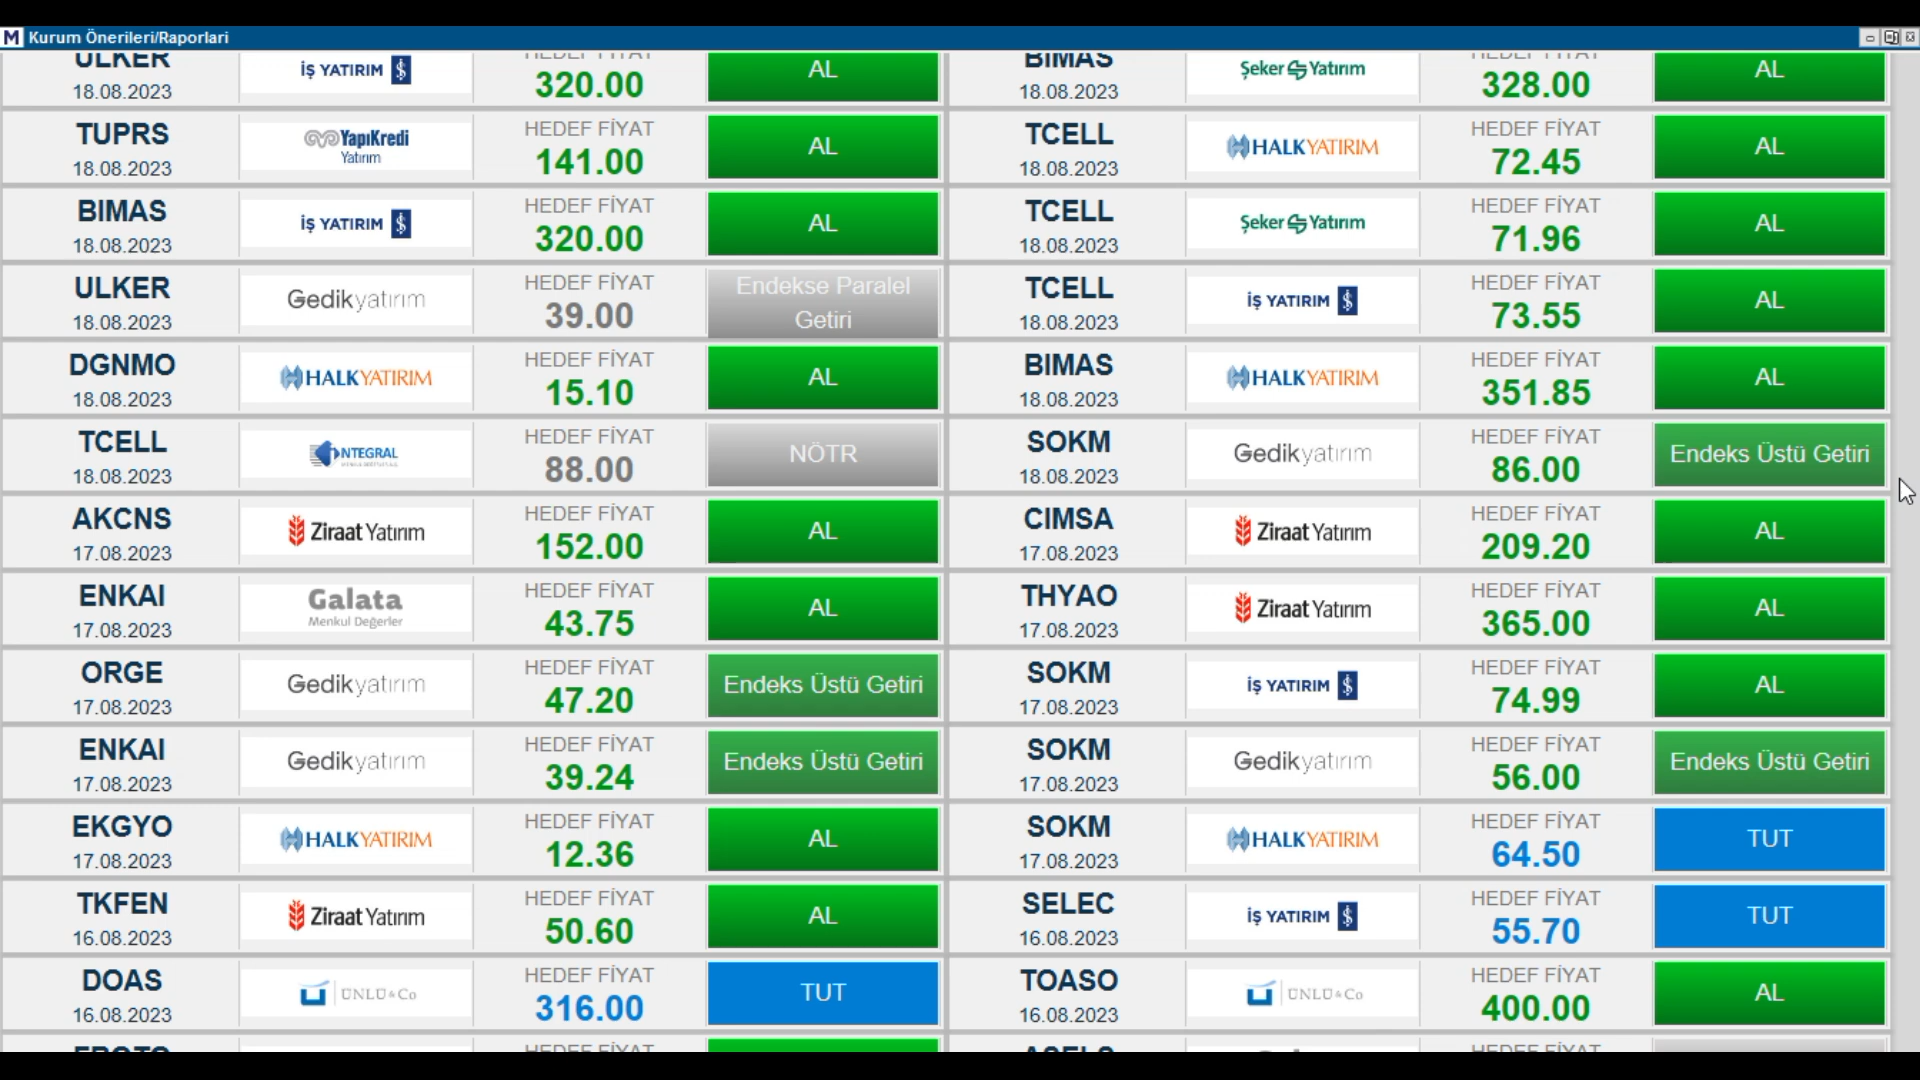 M Kurum Önerileri/Raporlari
ULKER İŞ YATIRIM HEDEF FİYAT AL BIMAS Şeker Yatırım HEDEF FİYAT AL
18.08.2023 320.00 18.08.2023 328.00
TUPRS YapıKredi Yatırım HEDEF FİYAT AL TCELL HALKYATIRIM HEDEF FİYAT AL
18.08.2023 141.00 18.08.2023 72.45
BIMAS İŞ YATIRIM HEDEF FİYAT AL TCELL Şeker Yatırım HEDEF FİYAT AL
18.08.2023 320.00 18.08.2023 71.96
ULKER Gedikyatırım HEDEF FİYAT Endekse Paralel Getiri TCELL İŞ YATIRIM HEDEF FİYAT AL
18.08.2023 39.00 18.08.2023 73.55
DGNMO HALKYATIRIM HEDEF FİYAT AL BIMAS HALKYATIRIM HEDEF FİYAT AL
18.08.2023 15.10 18.08.2023 351.85
TCELL INTEGRAL HEDEF FİYAT NÖTR SOKM Gedikyatırım HEDEF FİYAT Endeks Üstü Getiri
18.08.2023 88.00 18.08.2023 86.00
AKCNS Ziraat Yatırım HEDEF FİYAT AL CIMSA Ziraat Yatırım HEDEF FİYAT AL
17.08.2023 152.00 17.08.2023 209.20
ENKAI Galata Menkul Değerler HEDEF FİYAT AL THYAO Ziraat Yatırım HEDEF FİYAT AL
17.08.2023 43.75 17.08.2023 365.00
ORGE Gedikyatırım HEDEF FİYAT Endeks Üstü Getiri SOKM İŞ YATIRIM HEDEF FİYAT AL
17.08.2023 47.20 17.08.2023 74.99
ENKAI Gedikyatırım HEDEF FİYAT Endeks Üstü Getiri SOKM Gedikyatırım HEDEF FİYAT Endeks Üstü Getiri
17.08.2023 39.24 17.08.2023 56.00
EKGYO HALKYATIRIM HEDEF FİYAT AL SOKM HALKYATIRIM HEDEF FİYAT TUT
17.08.2023 12.36 17.08.2023 64.50
TKFEN Ziraat Yatırım HEDEF FİYAT AL SELEC İŞ YATIRIM HEDEF FİYAT TUT
16.08.2023 50.60 16.08.2023 55.70
DOAS ÜNLÜ & Co HEDEF FİYAT TUT TOASO ÜNLÜ & Co HEDEF FİYAT AL
16.08.2023 316.00 16.08.2023 400.00
HEDEF FİYAT HEDEF FİYAT